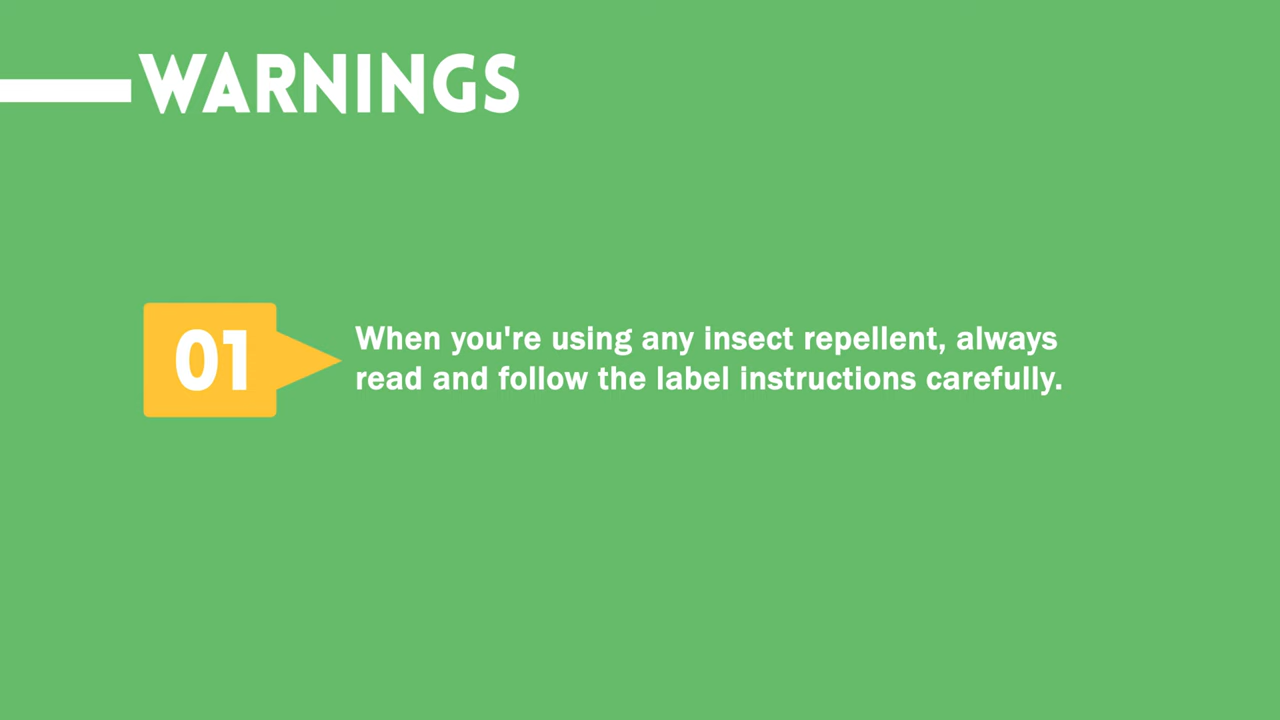 WARNINGS
01
When you're using any insect repellent, always
read and follow the label instructions carefully.